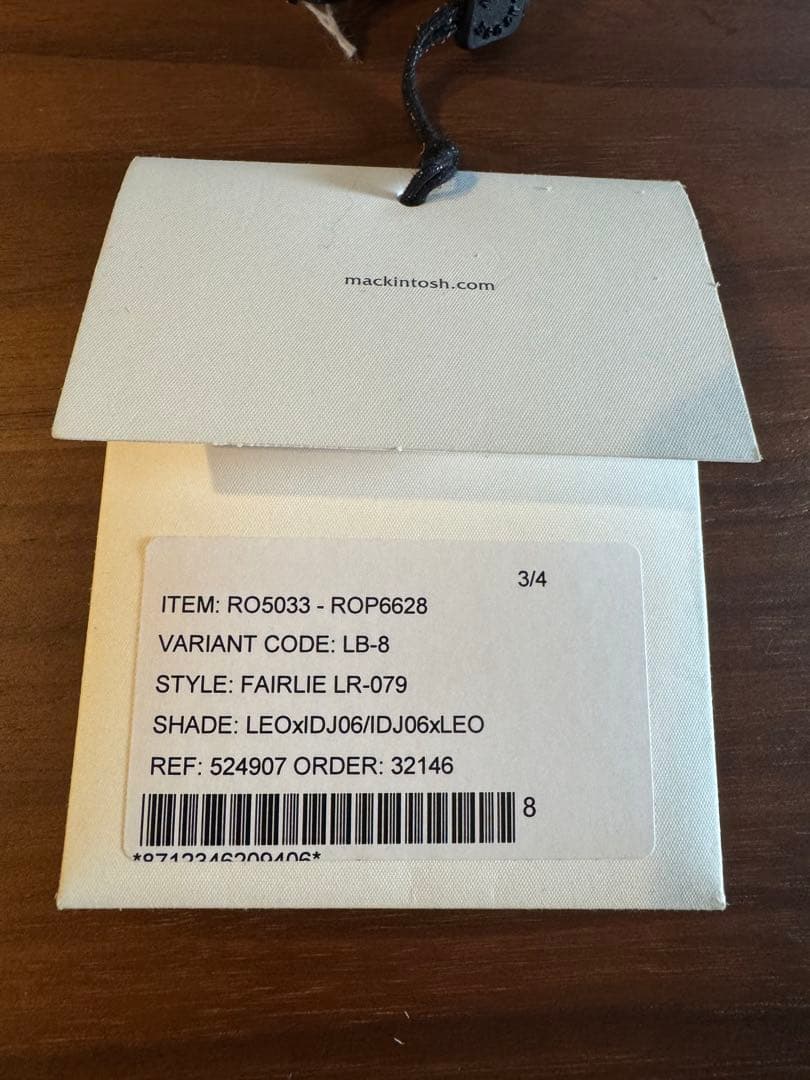 mackintosh.com
3/4
ITEM: RO5033 - ROP6628
VARIANT CODE: LB-8
STYLE: FAIRLIE LR-079
SHADE: LEOxIDJ06/IDJ06xLEO
REF: 524907 ORDER: 32146
8
*8712346209406*